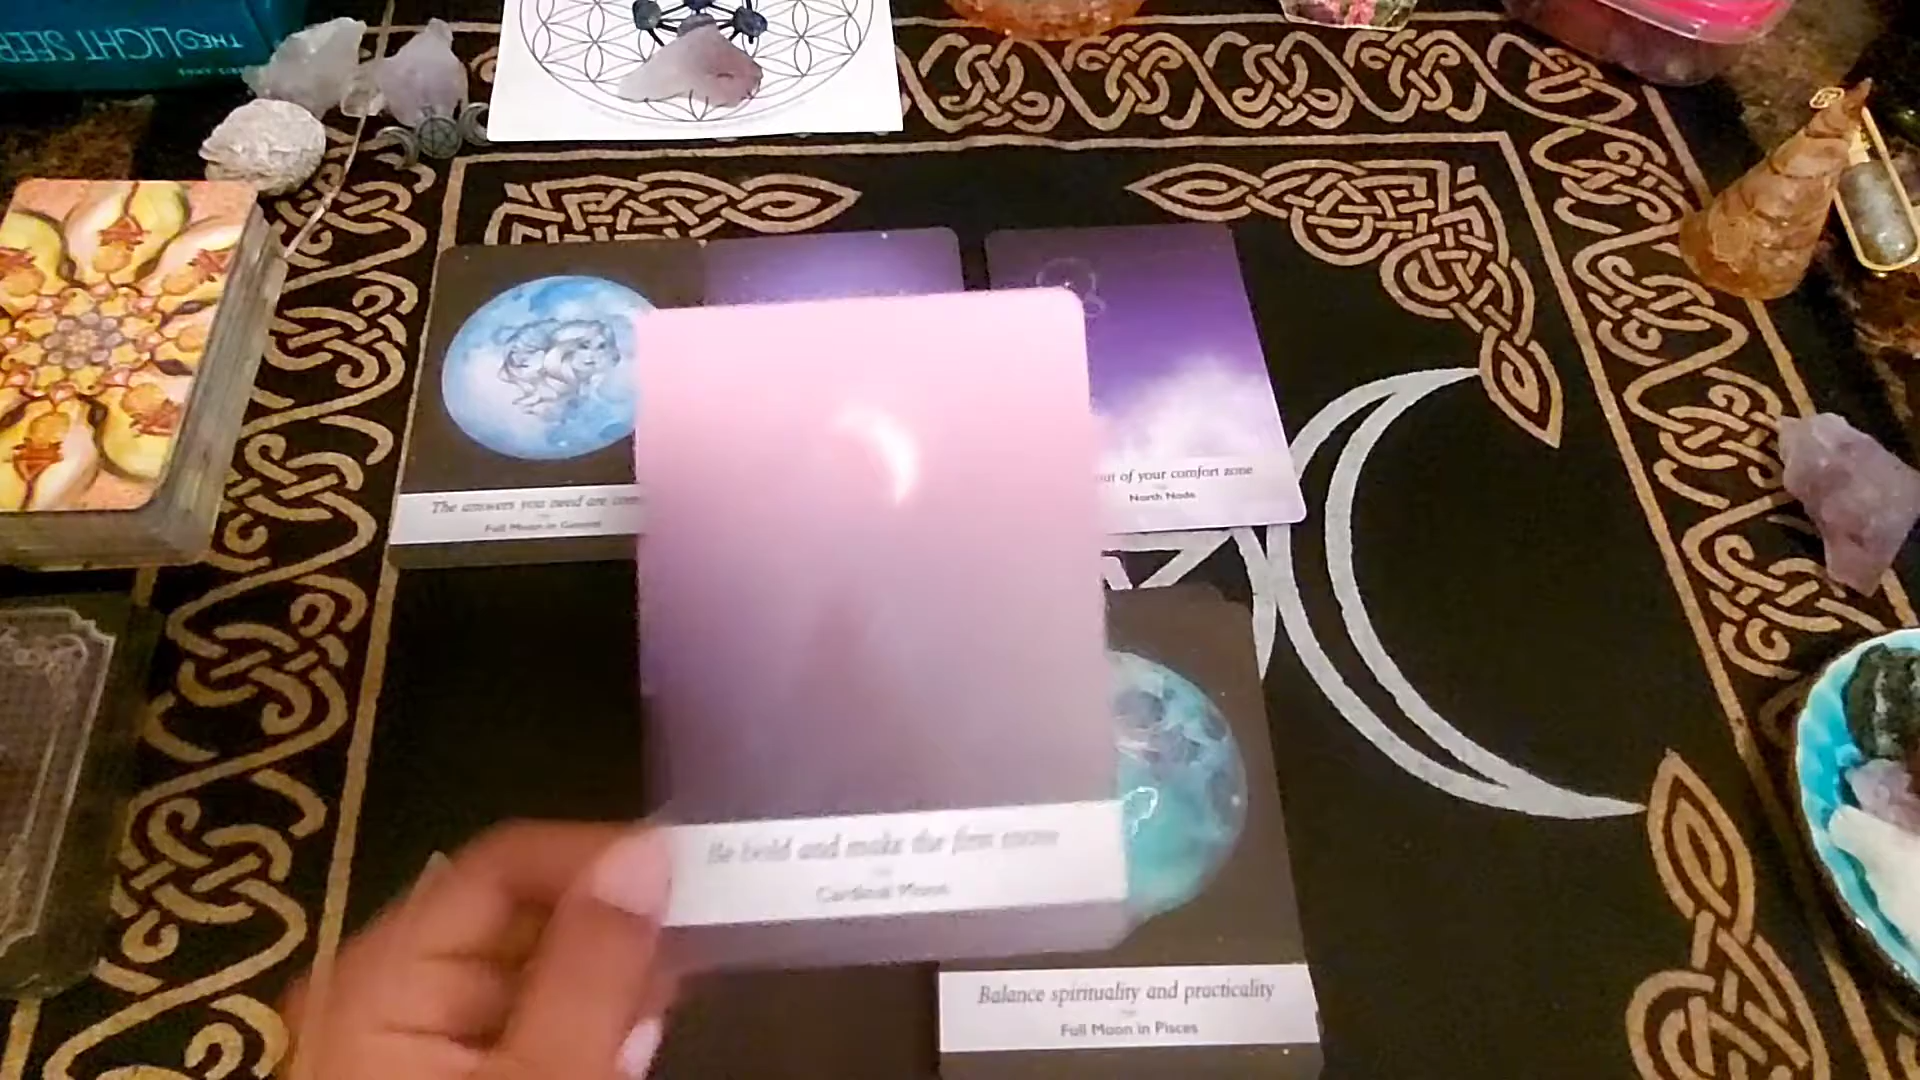 THE LIGHT SEER
The answers you need are com
Full Moon in Gemini
out of your comfort zone
North Node
Be bold and make the first move
Cardinal Moon
Balance spirituality and practicality
Full Moon in Pisces